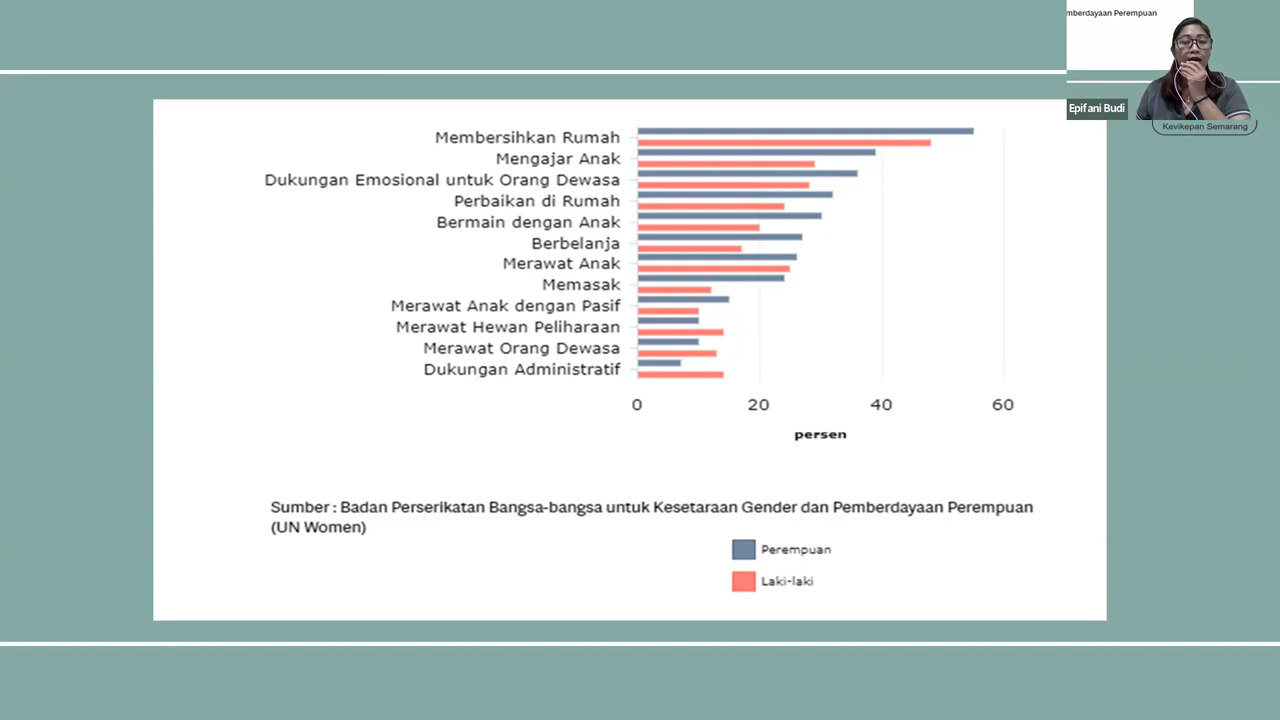 mberdayaan Perempuan
Epifani Budi
Kevikepan Semarang
Membersihkan Rumah
Mengajar Anak
Dukungan Emosional untuk Orang Dewasa
Perbaikan di Rumah
Bermain dengan Anak
Berbelanja
Merawat Anak
Memasak
Merawat Anak dengan Pasif
Merawat Hewan Peliharaan
Merawat Orang Dewasa
Dukungan Administratif
0 20 40 60
persen
Sumber : Badan Perserikatan Bangsa-bangsa untuk Kesetaraan Gender dan Pemberdayaan Perempuan
(UN Women)
Perempuan
Laki-laki